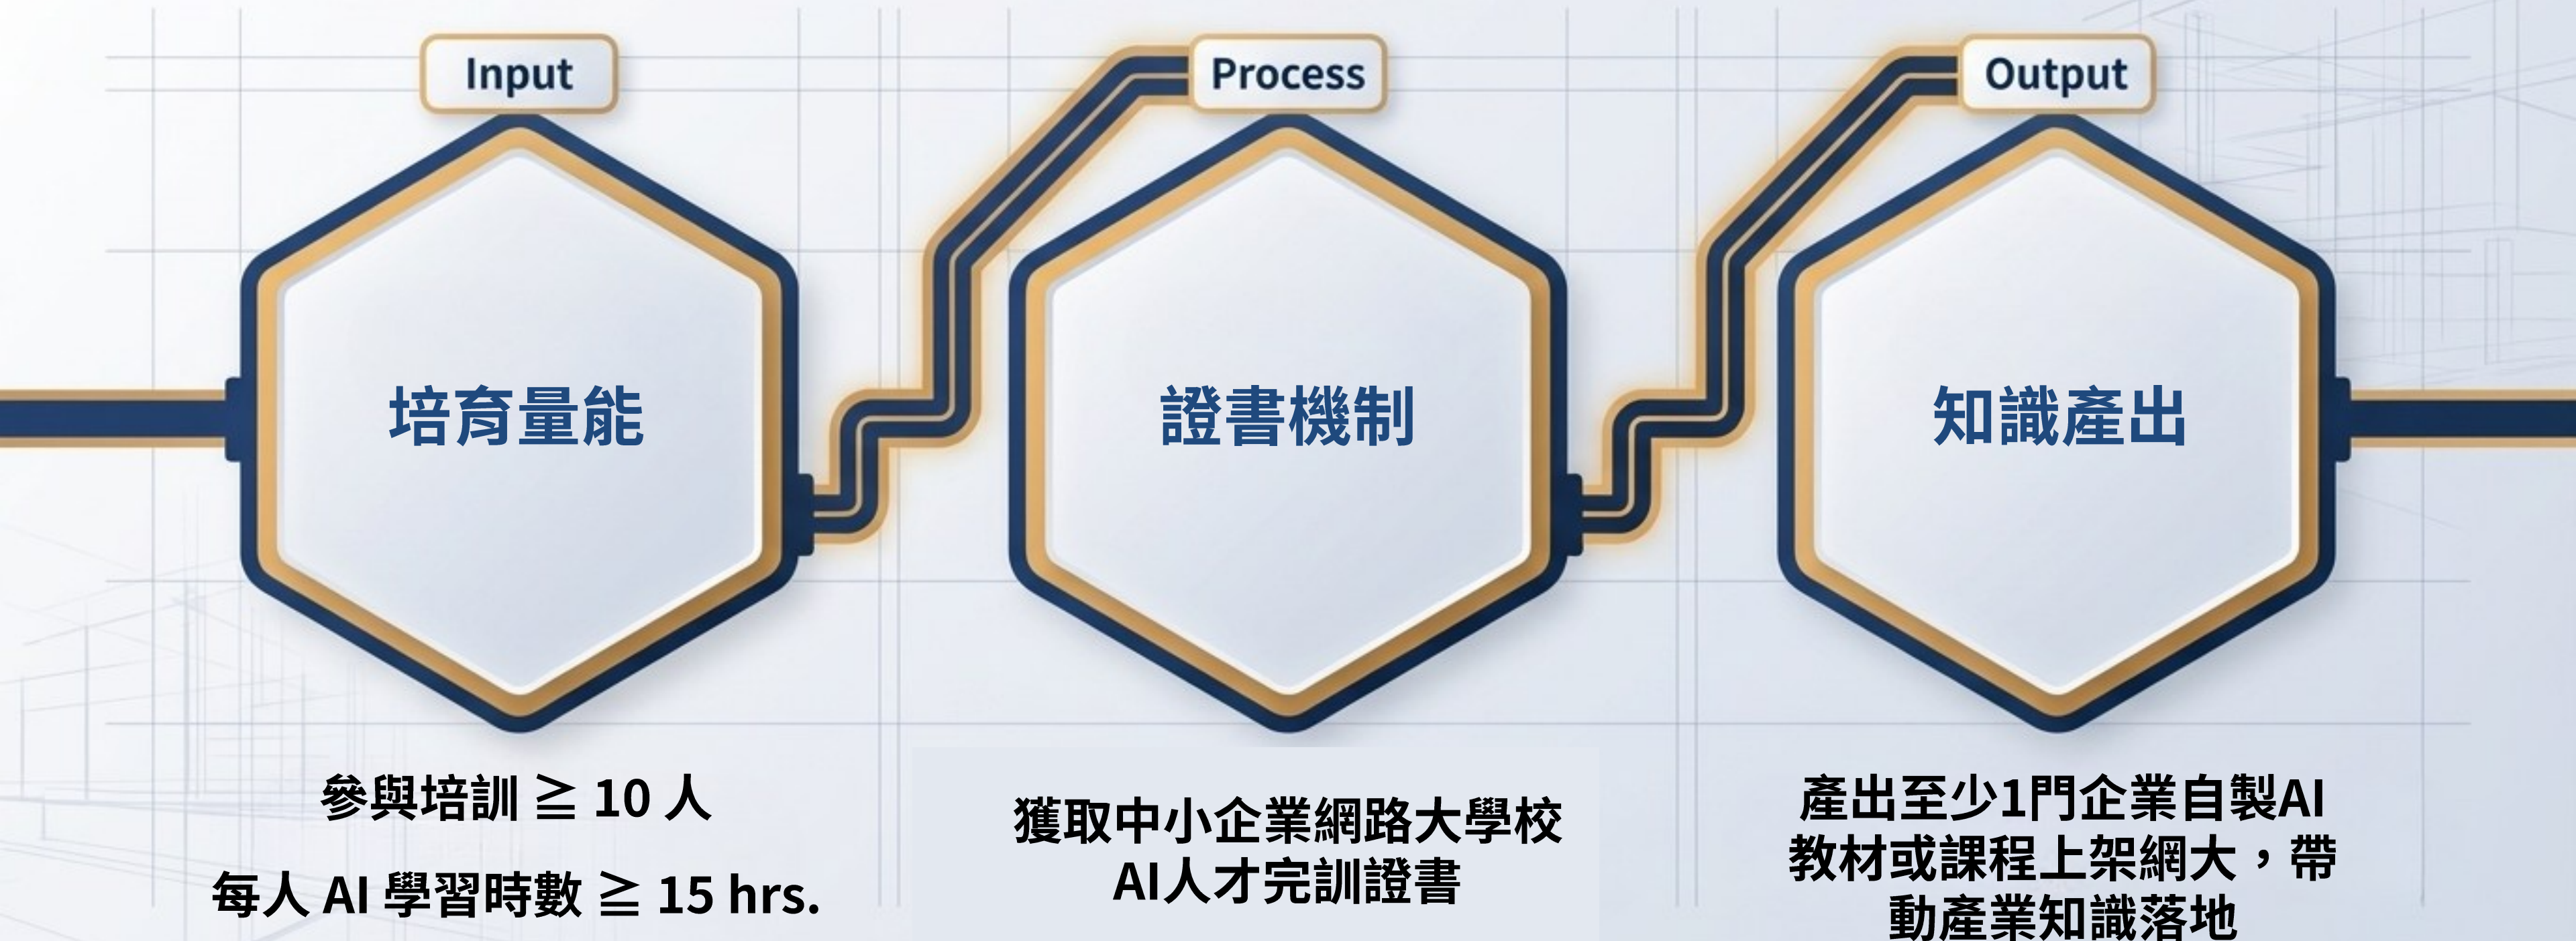 Input
培育量能
參與培訓 ≧ 10 人
每人 AI 學習時數 ≧ 15 hrs.
Process
證書機制
獲取中小企業網路大學校
AI人才完訓證書
Output
知識產出
產出至少1門企業自製AI
教材或課程上架網大，帶
動產業知識落地